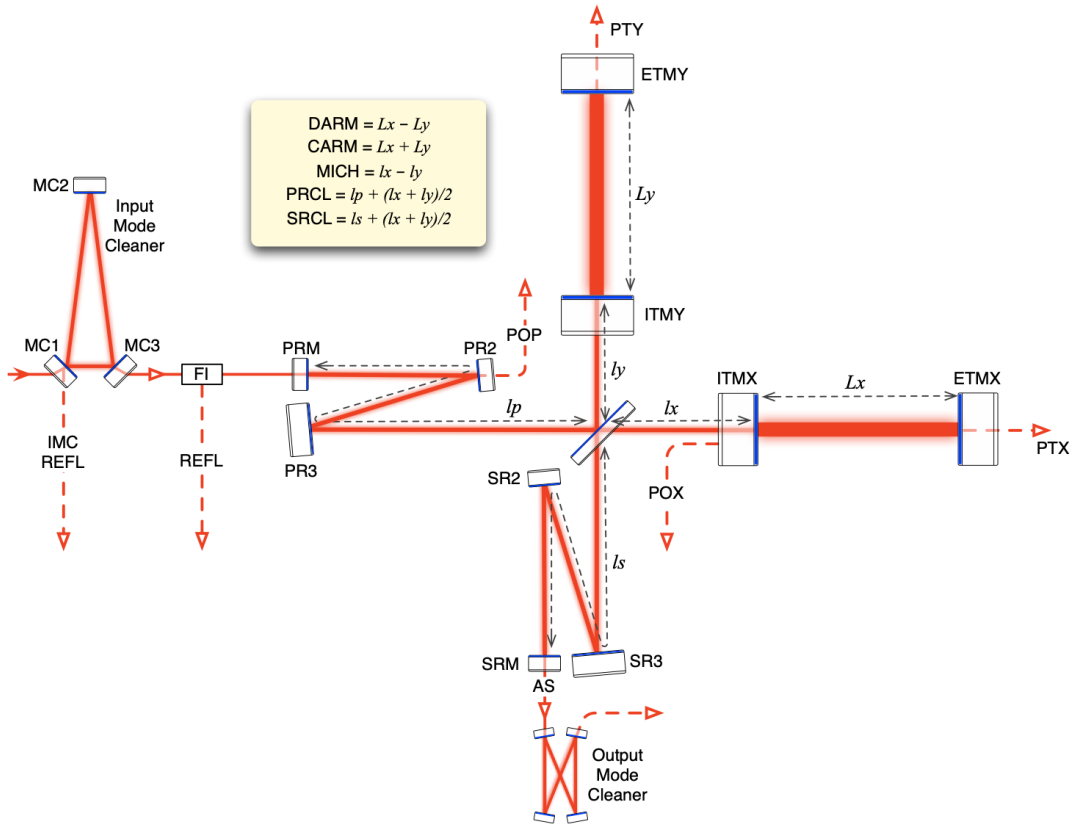 PTY
ETMY
DARM = Lx − Ly
CARM = Lx + Ly
MICH = lx − ly
PRCL = lp + (lx + ly)/2
SRCL = ls + (lx + ly)/2
MC2
Input
Mode
Cleaner
Ly
ITMY
MC1
MC3
FI
PRM
PR2
POP
ly
ITMX
Lx
ETMX
lp
lx
IMC
REFL
REFL
PR3
PTX
SR2
POX
ls
SRM
SR3
AS
Output
Mode
Cleaner